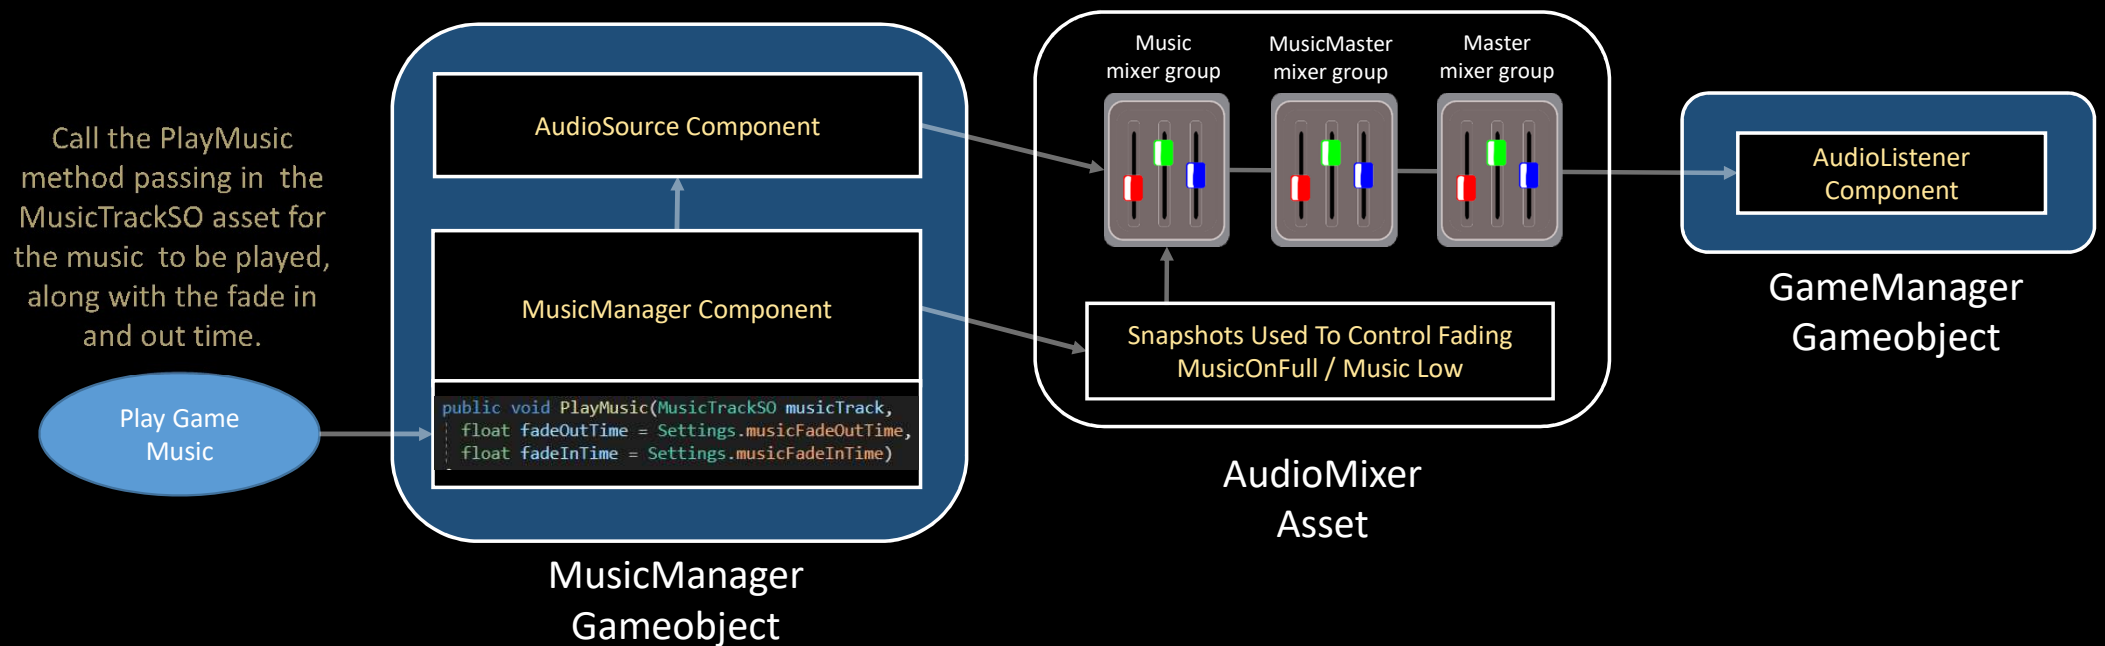 Call the PlayMusic
method passing in the
MusicTrackSO asset for
the music to be played,
along with the fade in
and out time.
Play Game
Music
AudioSource Component
MusicManager Component
public void PlayMusic(MusicTrackSO musicTrack,
float fadeOutTime = Settings.musicFadeOutTime,
float fadeInTime = Settings.musicFadeInTime)
MusicManager
Gameobject
Music
mixer group
MusicMaster
mixer group
Master
mixer group
Snapshots Used To Control Fading
MusicOnFull / Music Low
AudioMixer
Asset
AudioListener
Component
GameManager
Gameobject